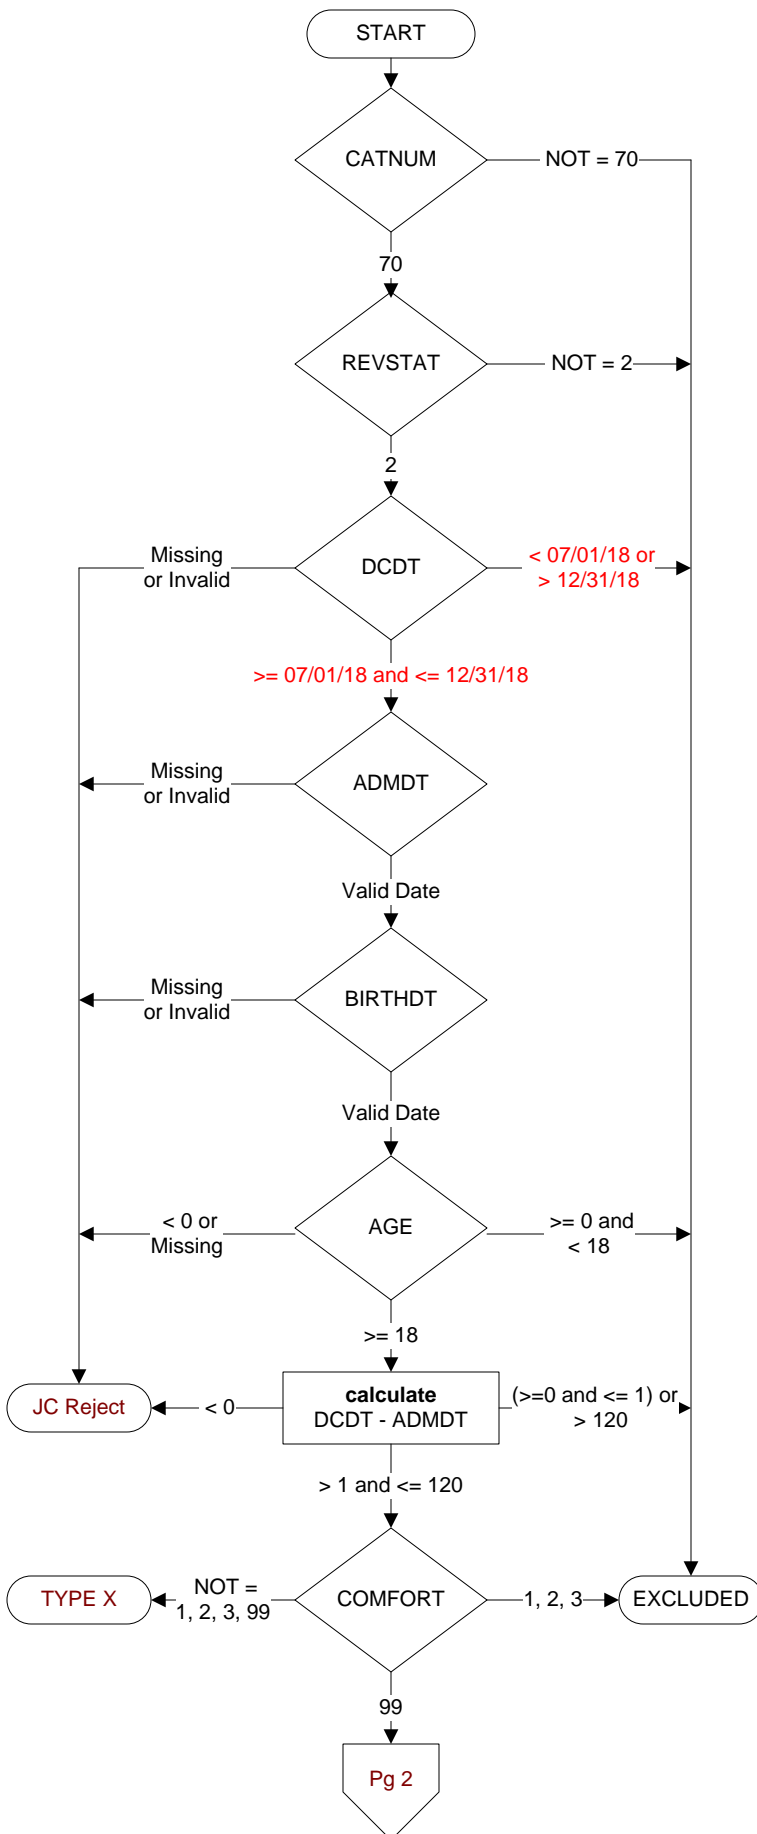 START
CATNUM
NOT = 70
70
REVSTAT
NOT = 2
2
Missing
or Invalid
DCDT
< 07/01/18 or
> 12/31/18
>= 07/01/18 and <= 12/31/18
Missing
or Invalid
ADMDT
Valid Date
Missing
or Invalid
BIRTHDT
Valid Date
< 0 or
Missing
AGE
>= 0 and
< 18
>= 18
JC Reject
< 0
calculate
DCDT - ADMDT
(>=0 and <= 1) or
> 120
> 1 and <= 120
TYPE X
NOT =
1, 2, 3, 99
COMFORT
1, 2, 3
EXCLUDED
99
Pg 2